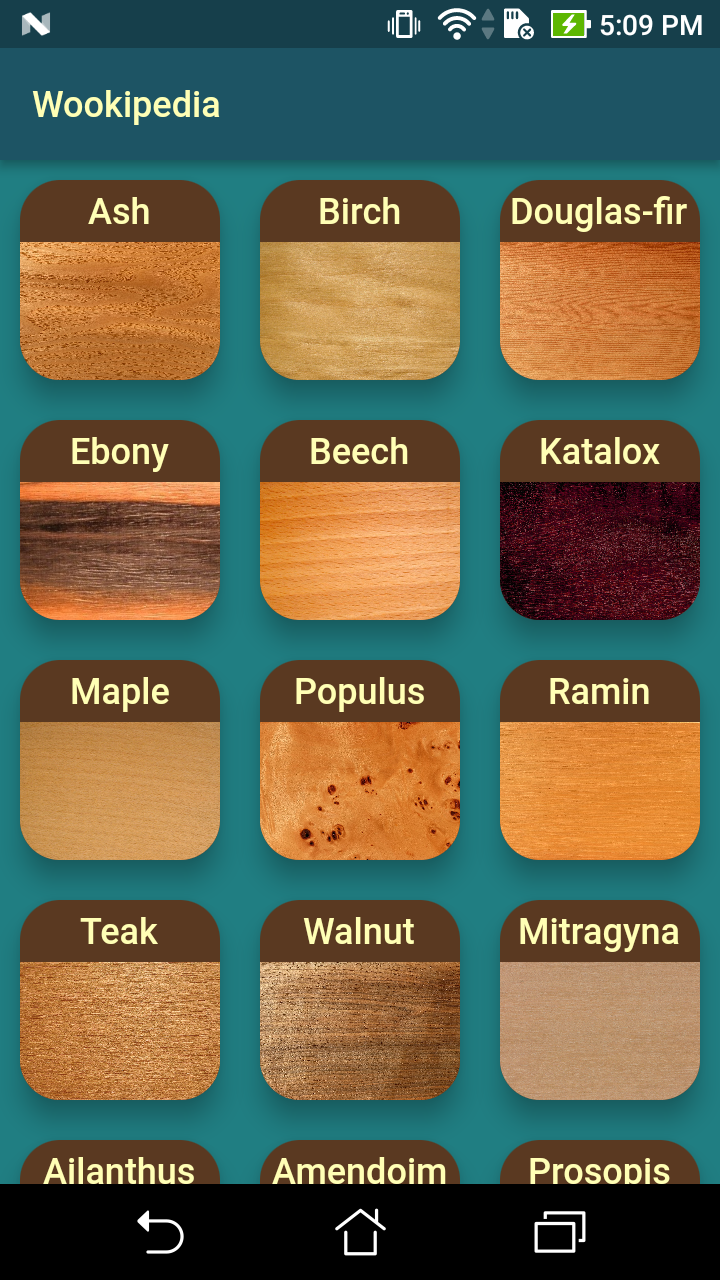 5:09 PM
Wookipedia
Ash
Birch
Douglas-fir
Ebony
Beech
Katalox
Maple
Populus
Ramin
Teak
Walnut
Mitragyna
Ailanthus
Amendoim
Prosopis